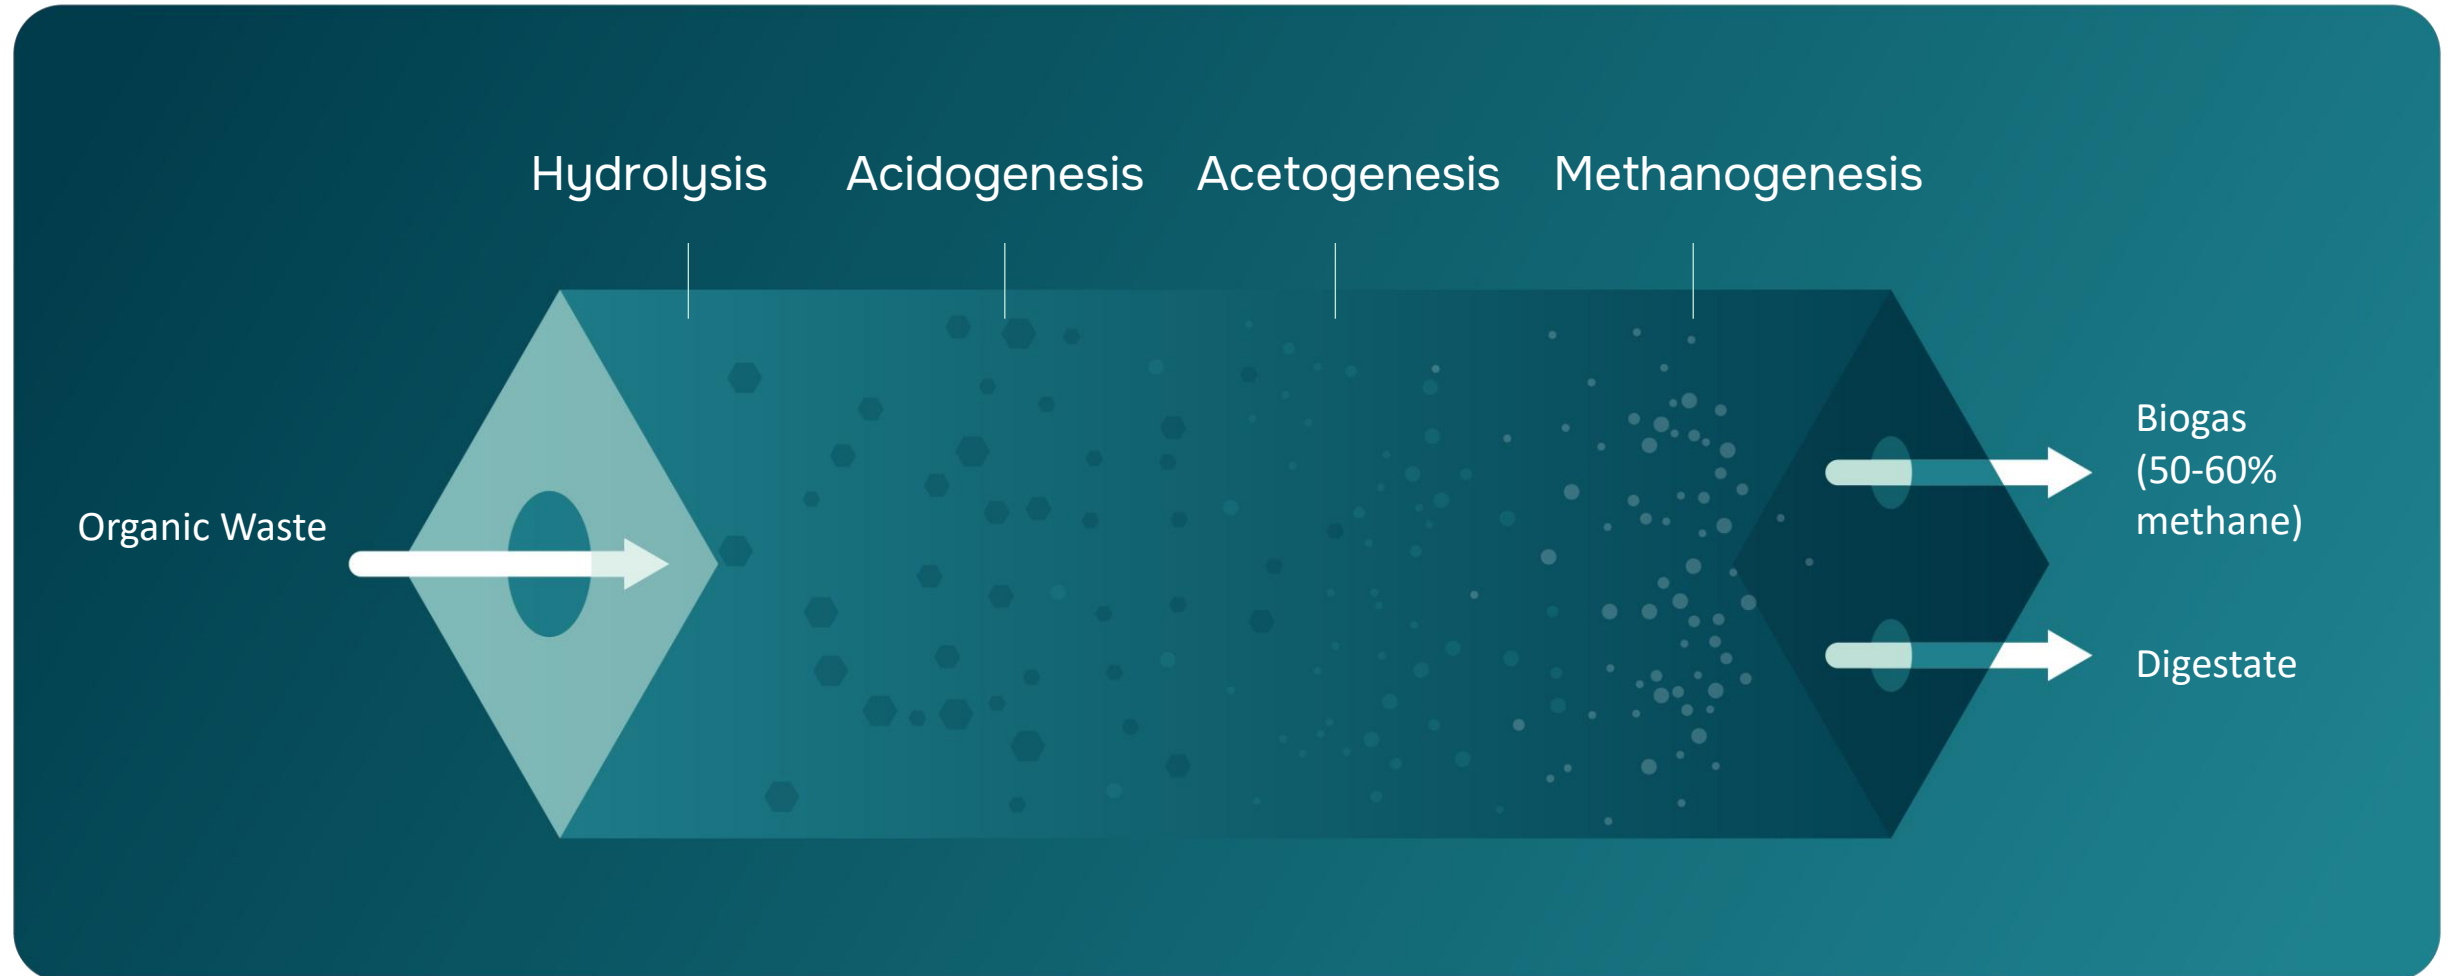 Hydrolysis
Acidogenesis
Acetogenesis
Methanogenesis
Organic Waste
Biogas
(50-60%
methane)
Digestate